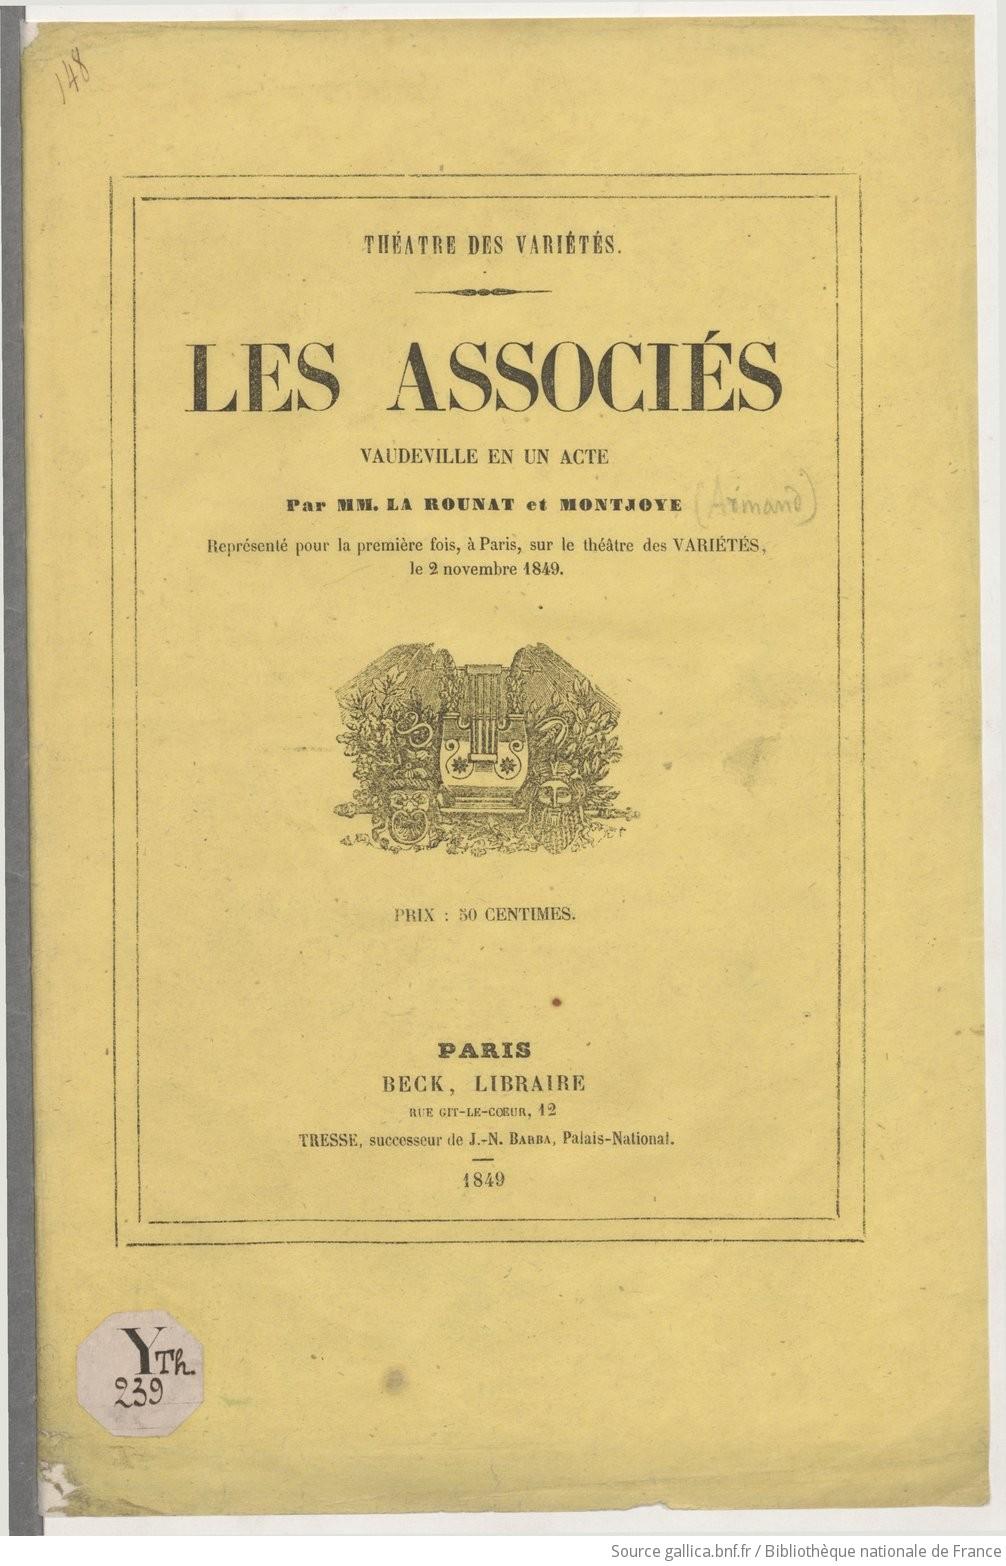 148
THÉATRE DES VARIÉTÉS.
LES ASSOCIÉS
VAUDEVILLE EN UN ACTE
Par MM. LA ROUNAT et MONTJOYE (Armand)
Représenté pour la première fois, à Paris, sur le théâtre des VARIÉTÉS,
le 2 novembre 1849.
PRIX : 50 CENTIMES.
PARIS
BECK, LIBRAIRE
RUE GIT-LE-CŒUR, 12
TRESSE, successeur de J.-N. BARBA, Palais-National.
1849
YTh.
239
Source gallica.bnf.fr / Bibliothèque nationale de France